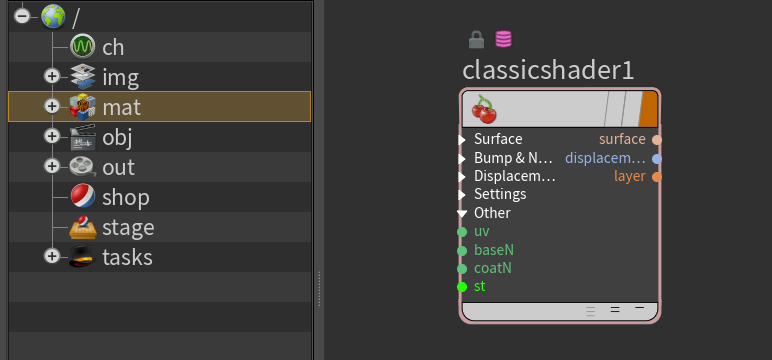 /
ch
img
mat
obj
out
shop
stage
tasks
classicshader1
Surface surface
Bump & N... displacem...
Displacem... layer
Settings
Other
uv
baseN
coatN
st